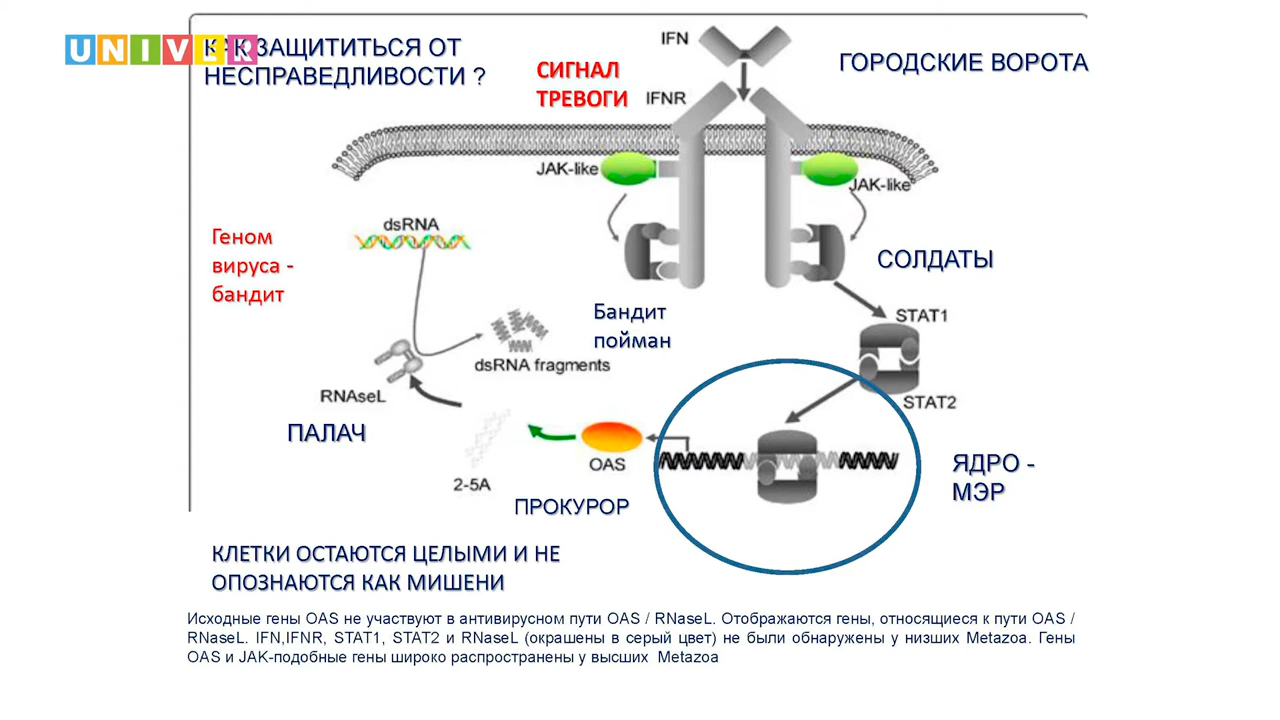 UNIVER
КАК ЗАЩИТИТЬСЯ ОТ
НЕСПРАВЕДЛИВОСТИ ?
СИГНАЛ
ТРЕВОГИ
IFN
IFNR
ГОРОДСКИЕ ВОРОТА
JAK-like
JAK-like
dsRNA
Геном
вируса -
бандит
СОЛДАТЫ
Бандит
пойман
STAT1
dsRNA fragments
RNAseL
STAT2
ПАЛАЧ
OAS
2-5A
ЯДРО -
МЭР
ПРОКУРОР
КЛЕТКИ ОСТАЮТСЯ ЦЕЛЫМИ И НЕ
ОПОЗНАЮТСЯ КАК МИШЕНИ
Исходные гены OAS не участвуют в антивирусном пути OAS / RNaseL. Отображаются гены, относящиеся к пути OAS /
RNaseL. IFN,IFNR, STAT1, STAT2 и RNaseL (окрашены в серый цвет) не были обнаружены у низших Metazoa. Гены
OAS и JAK-подобные гены широко распространены у высших Metazoa